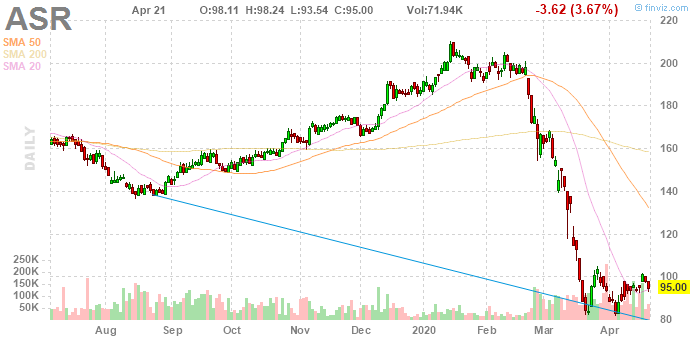 ASR
Apr 21 O:98.11 H:98.24 L:93.54 C:95.00 Vol:71.94K -3.62 (3.67%)
© finviz.com
SMA 50
SMA 200
SMA 20
DAILY
220
200
180
160
140
120
100
95.00
80
250K
200K
150K
100K
50K
Aug Sep Oct Nov Dec 2020 Feb Mar Apr